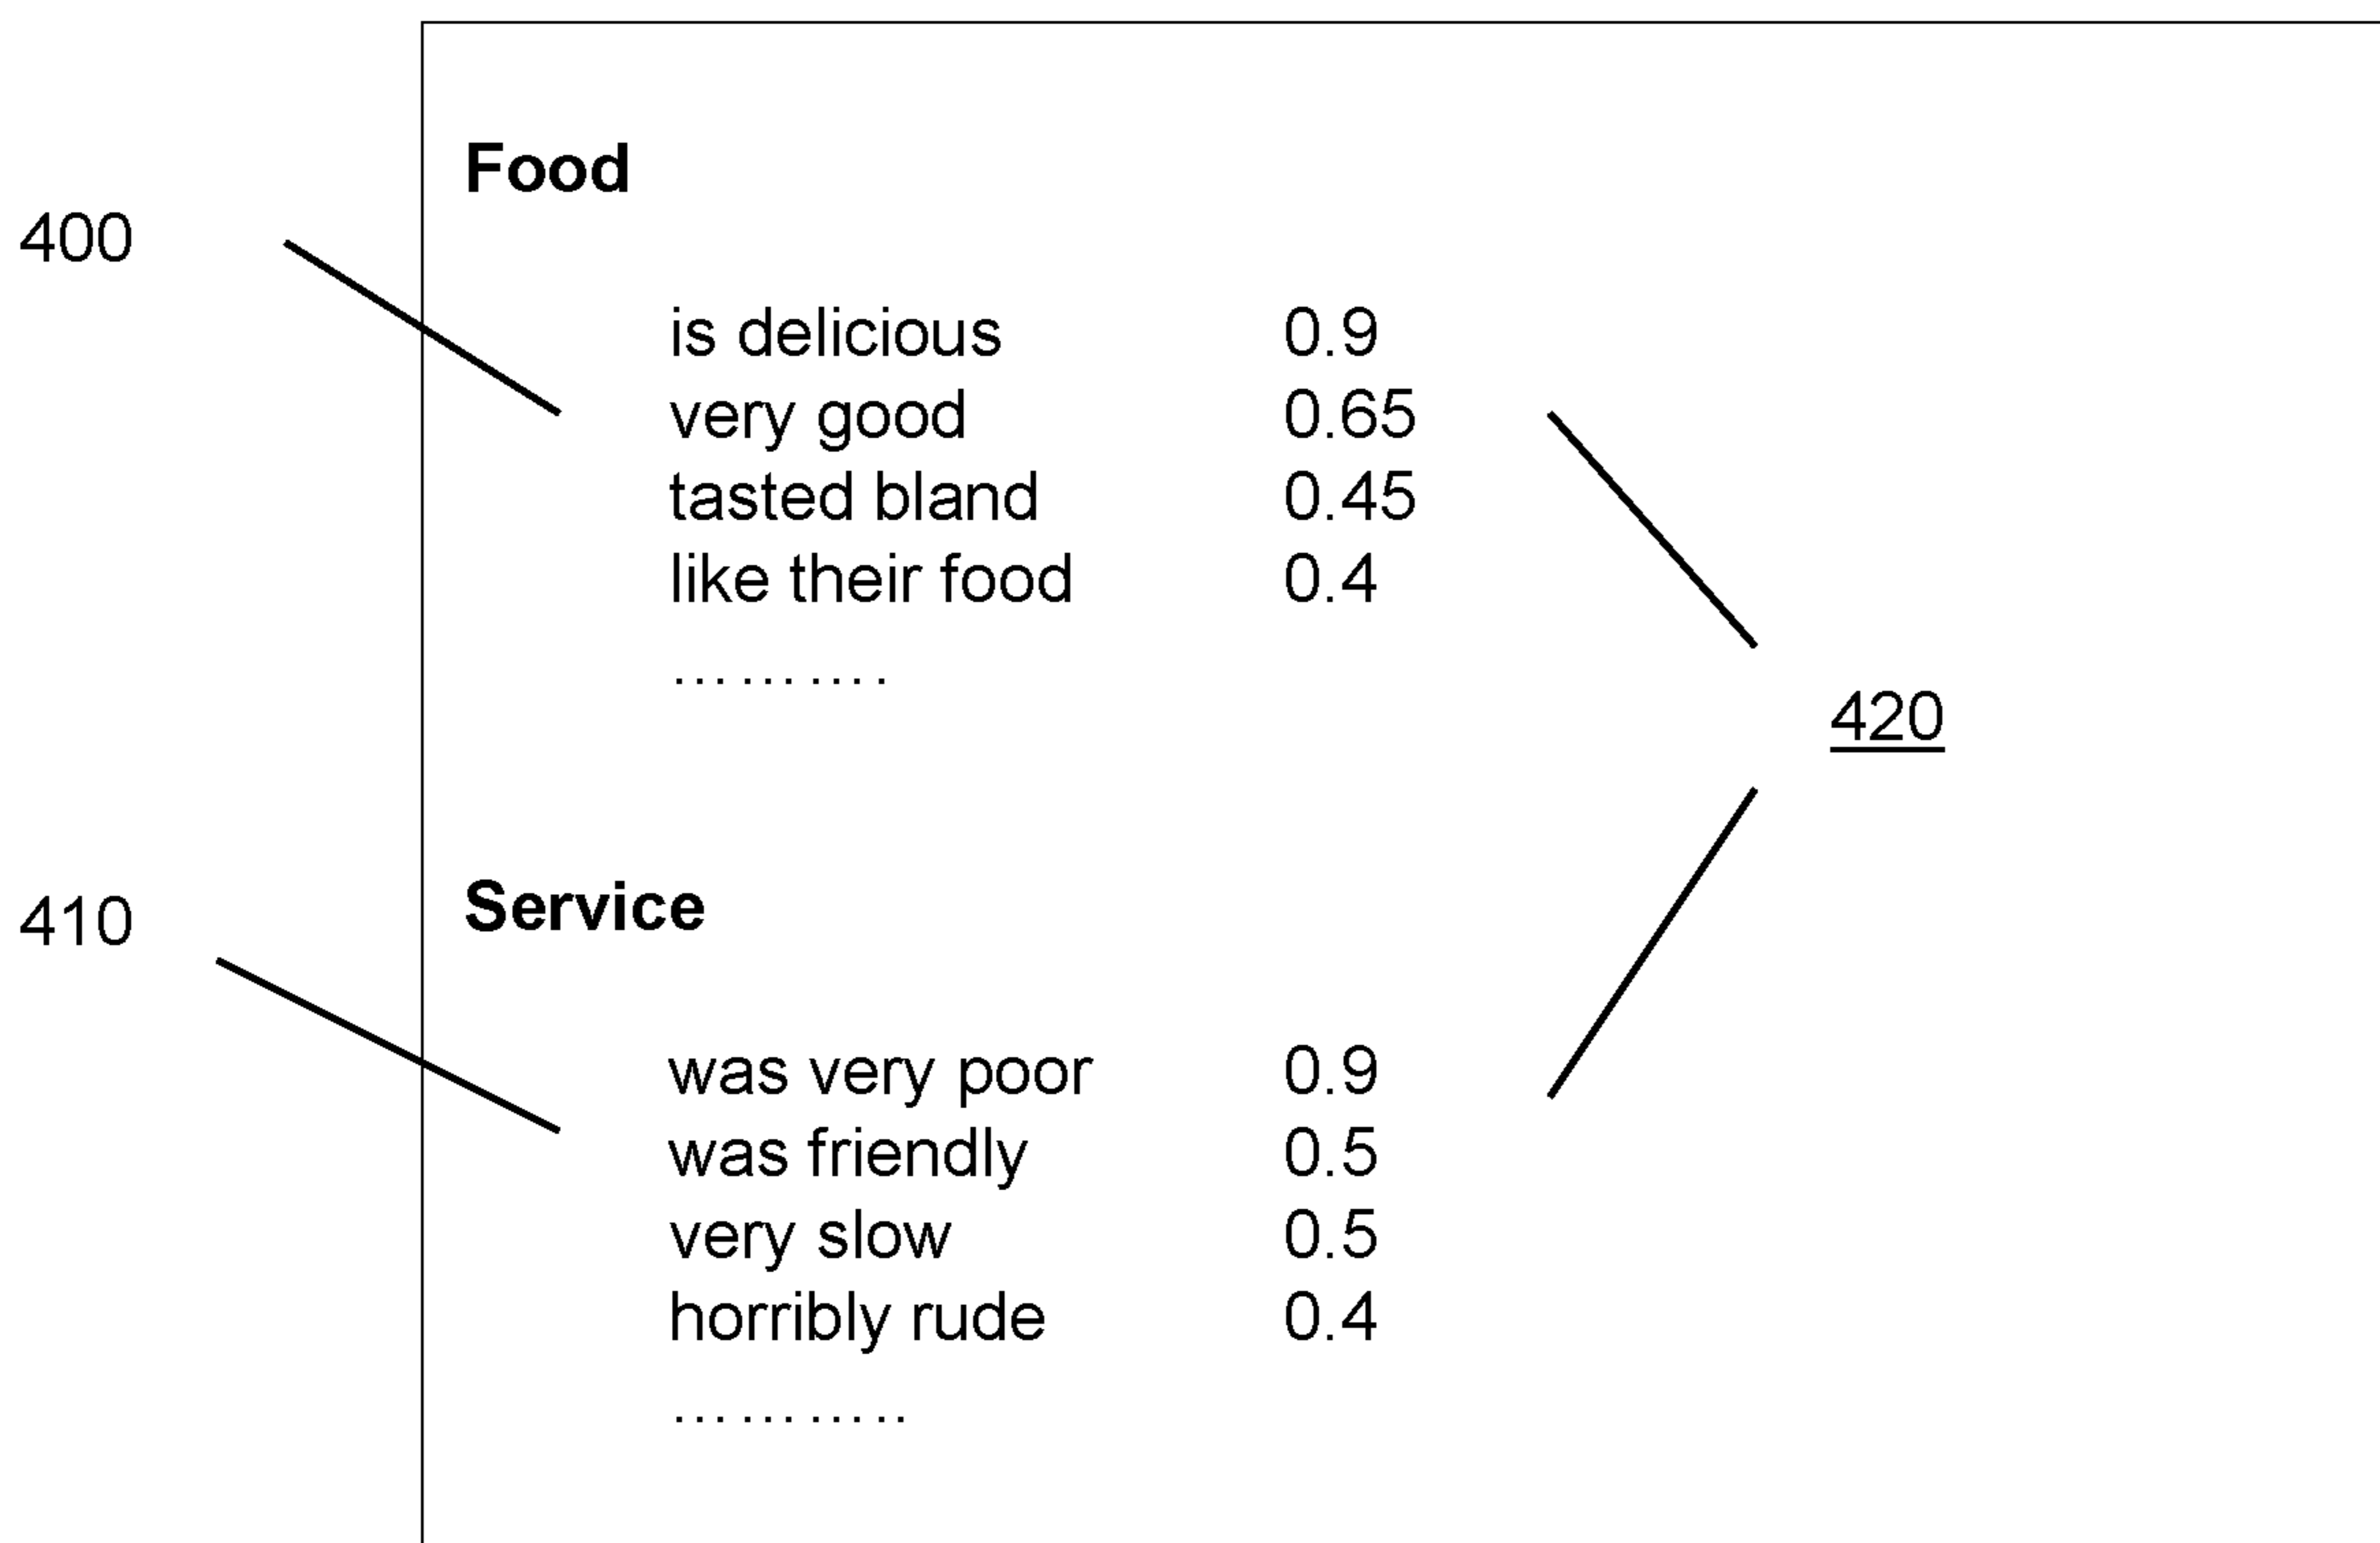 Food
400
is delicious 0.9
very good 0.65
tasted bland 0.45
like their food 0.4
……….
420
410
Service
was very poor 0.9
was friendly 0.5
very slow 0.5
horribly rude 0.4
………..